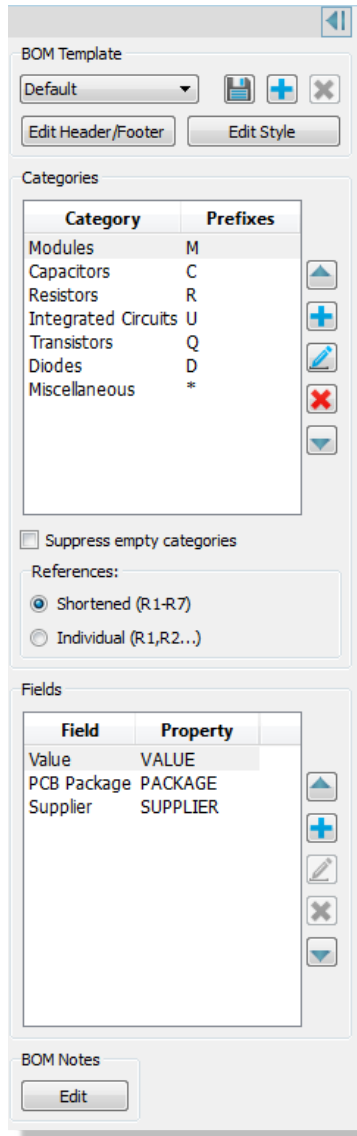 BOM Template
Default
Edit Header/Footer Edit Style
Categories
Category Prefixes
Modules M
Capacitors C
Resistors R
Integrated Circuits U
Transistors Q
Diodes D
Miscellaneous *
Suppress empty categories
References:
Shortened (R1-R7)
Individual (R1,R2...)
Fields
Field Property
Value VALUE
PCB Package PACKAGE
Supplier SUPPLIER
BOM Notes
Edit